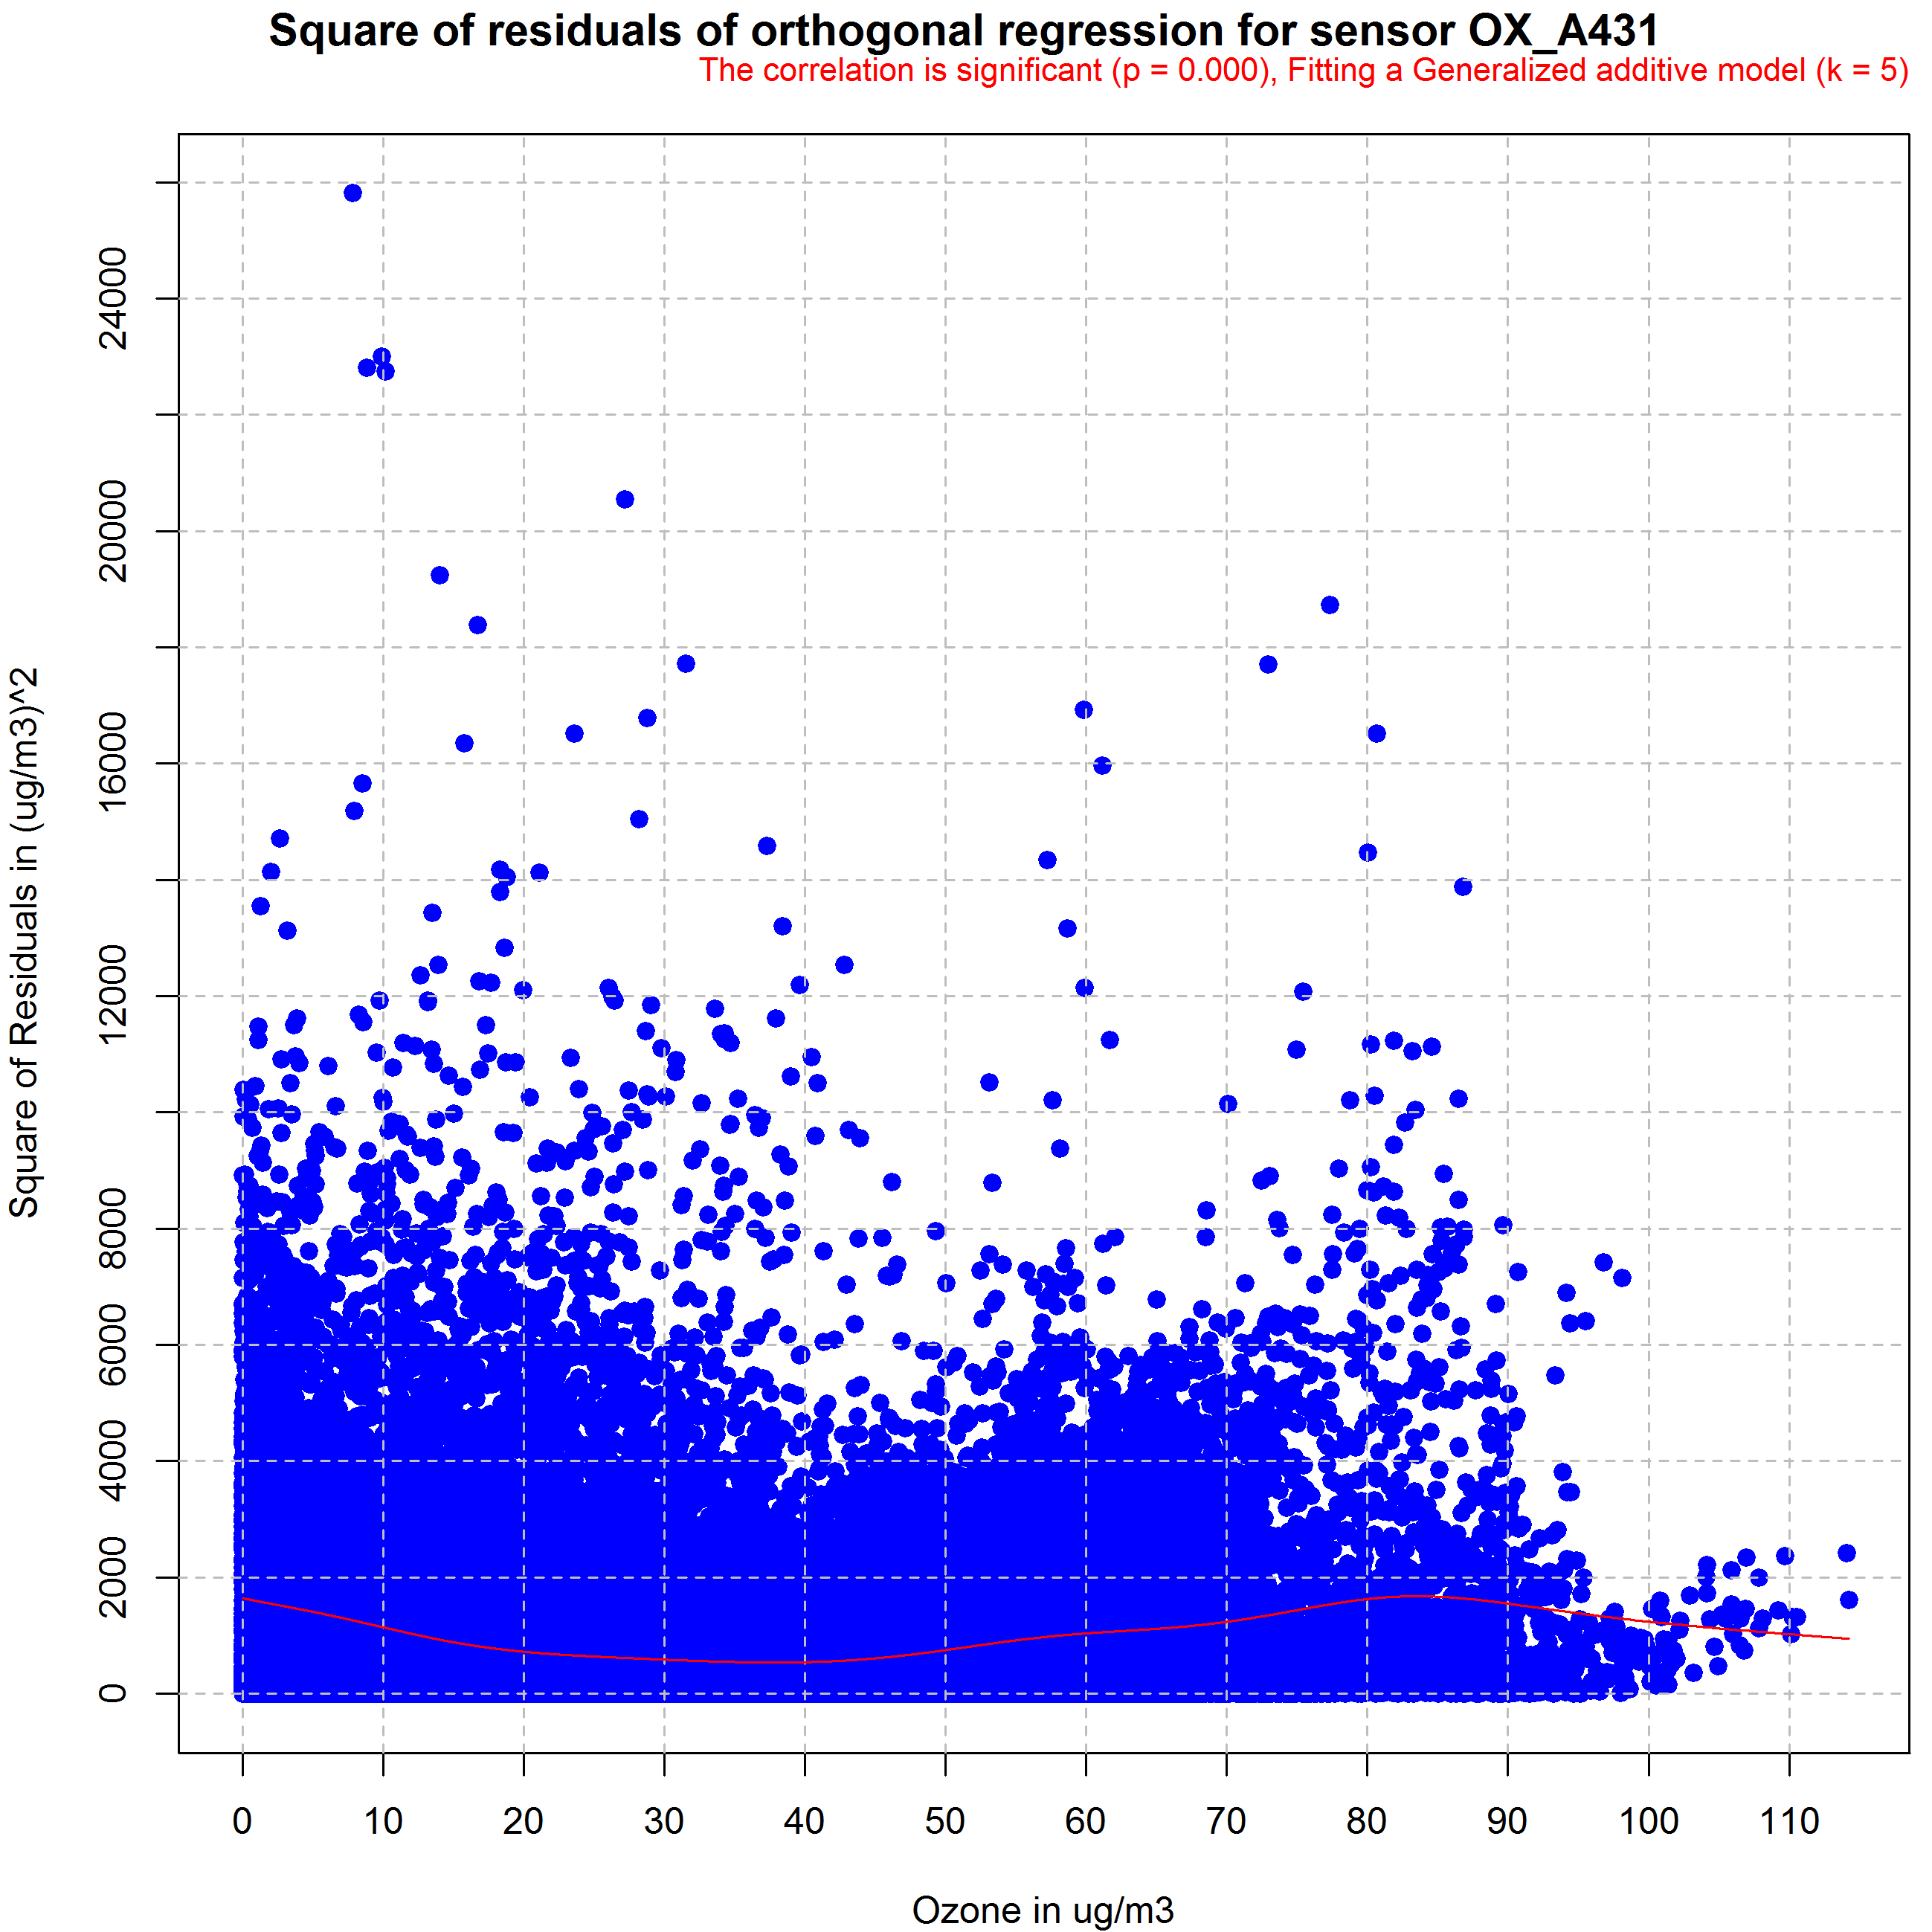 Square of residuals of orthogonal regression for sensor OX_A431
The correlation is significant (p = 0.000), Fitting a Generalized additive model (k = 5)
Square of Residuals in (ug/m3)^2
24000
20000
16000
12000
8000
6000
4000
2000
0
0 10 20 30 40 50 60 70 80 90 100 110
Ozone in ug/m3